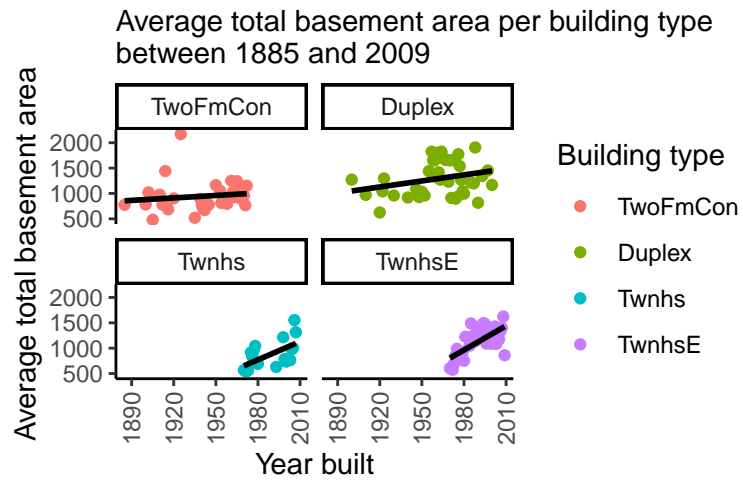 Average total basement area per building type
between 1885 and 2009
TwoFmCon
Duplex
2000
1500
1000
500
Twnhs
TwnhsE
2000
1500
1000
500
1890
1920
1950
1980
2010
1890
1920
1950
1980
2010
Average total basement area
Year built
Building type
TwoFmCon
Duplex
Twnhs
TwnhsE